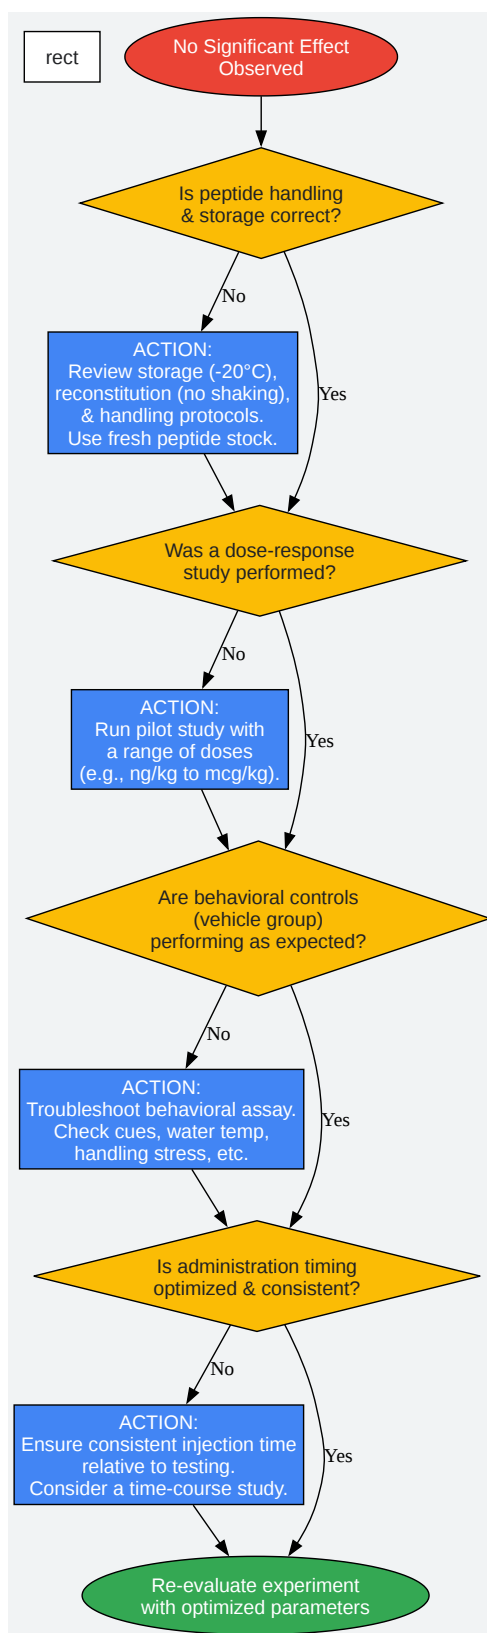 rect
No Significant Effect
Observed
Is peptide handling
& storage correct?
No
ACTION:
Review storage (-20°C),
reconstitution (no shaking),
& handling protocols.
Use fresh peptide stock.
Yes
Was a dose-response
study performed?
No
ACTION:
Run pilot study with
a range of doses
(e.g., ng/kg to mcg/kg).
Yes
Are behavioral controls
(vehicle group)
performing as expected?
No
ACTION:
Troubleshoot behavioral assay.
Check cues, water temp,
handling stress, etc.
Yes
Is administration timing
optimized & consistent?
No
ACTION:
Ensure consistent injection time
relative to testing.
Consider a time-course study.
Yes
Re-evaluate experiment
with optimized parameters